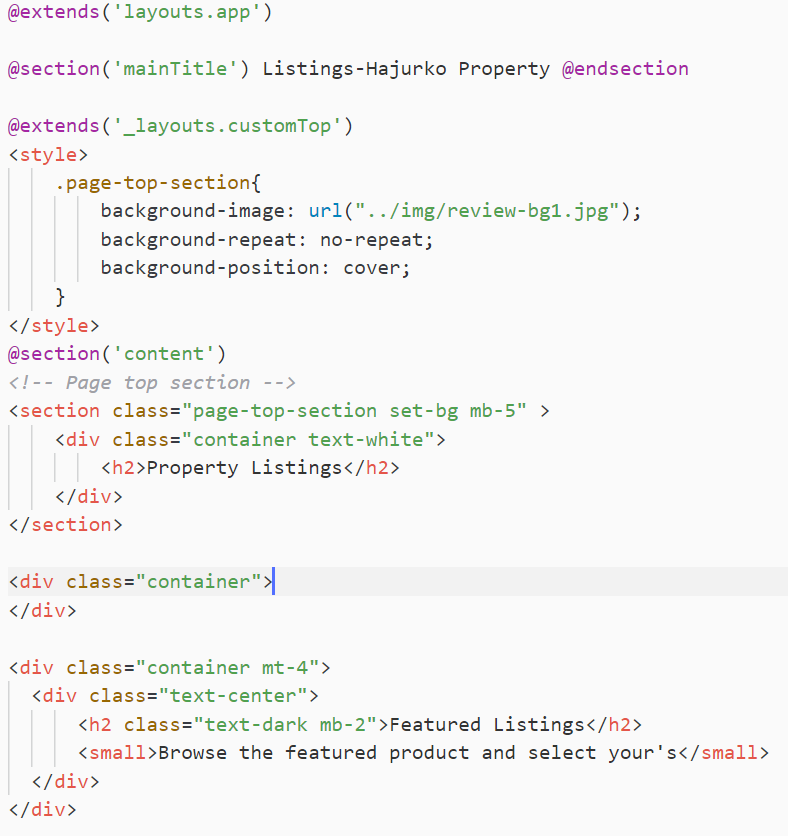 @extends('layouts.app')
@section('mainTitle') Listings-Hajurko Property @endsection
@extends('_layouts.customTop')
<style>
.page-top-section{
background-image: url("../img/review-bg1.jpg");
background-repeat: no-repeat;
background-position: cover;
}
</style>
@section('content')
<!-- Page top section -->
<section class="page-top-section set-bg mb-5" >
<div class="container text-white">
<h2>Property Listings</h2>
</div>
</section>
<div class="container">
</div>
<div class="container mt-4">
<div class="text-center">
<h2 class="text-dark mb-2">Featured Listings</h2>
<small>Browse the featured product and select your's</small>
</div>
</div>